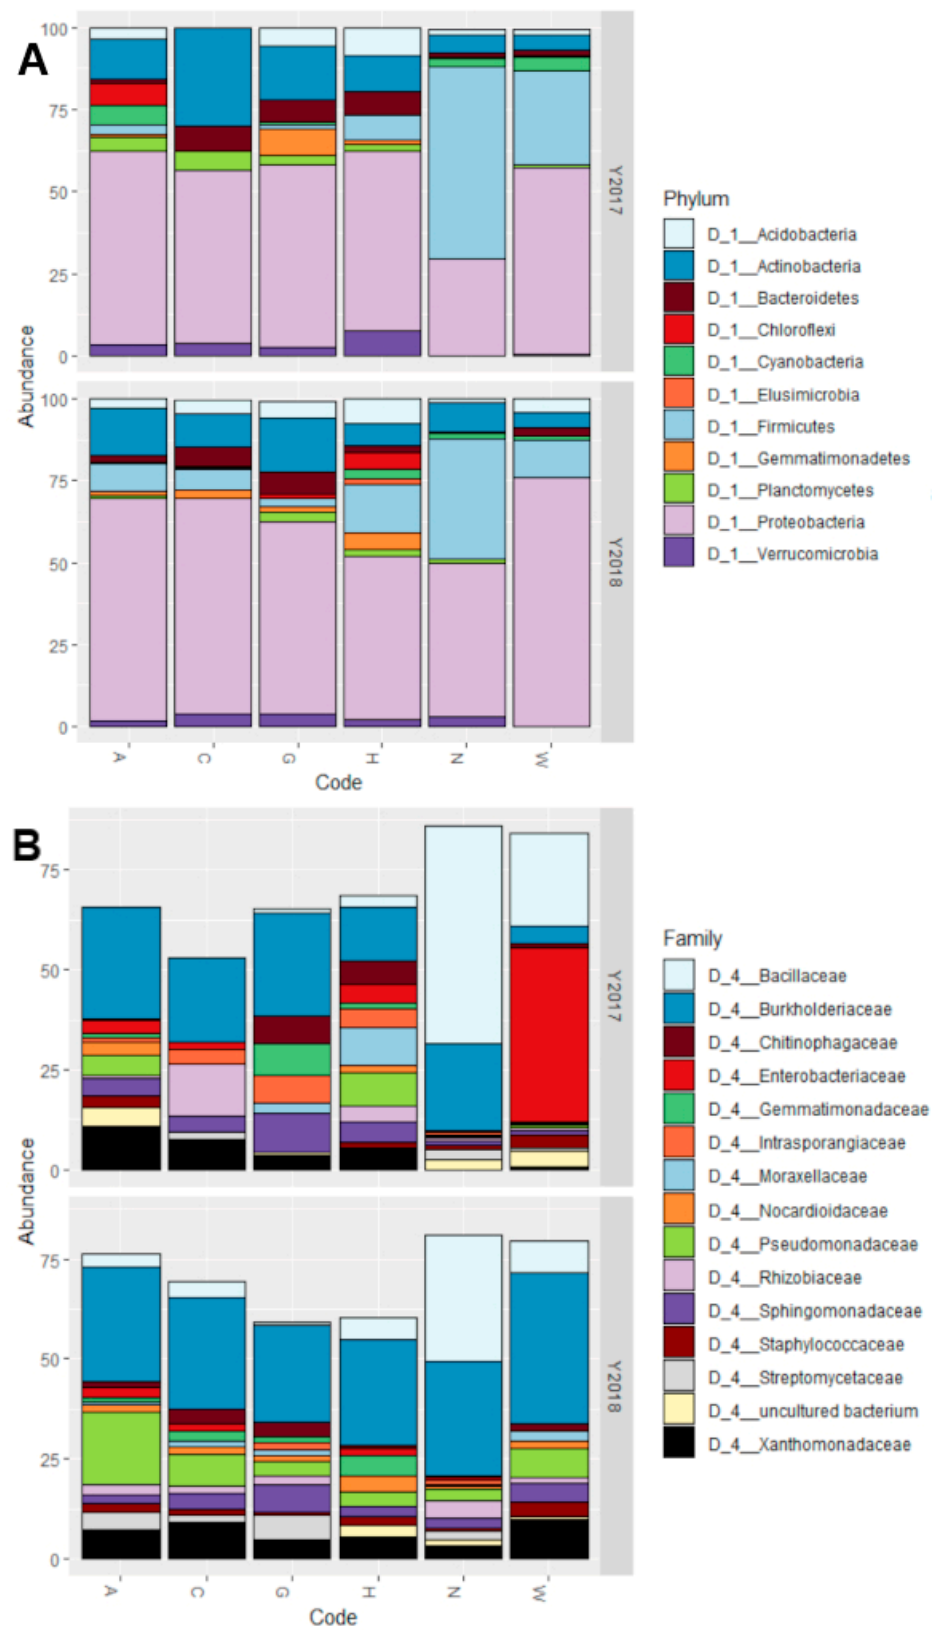 A
100
75
50
25
0
Y2017
Abundance
100
75
50
25
0
Y2018
A
C
G
H
N
W
Code
Phylum
D_1__Acidobacteria
D_1__Actinobacteria
D_1__Bacteroidetes
D_1__Chloroflexi
D_1__Cyanobacteria
D_1__Elusimicrobia
D_1__Firmicutes
D_1__Gemmatimonadetes
D_1__Planctomycetes
D_1__Proteobacteria
D_1__Verrucomicrobia
B
75
50
25
0
Y2017
Abundance
75
50
25
0
Y2018
A
C
G
H
N
W
Code
Family
D_4__Bacillaceae
D_4__Burkholderiaceae
D_4__Chitinophagaceae
D_4__Enterobacteriaceae
D_4__Gemmatimonadaceae
D_4__Intrasporangiaceae
D_4__Moraxellaceae
D_4__Nocardioidaceae
D_4__Pseudomonadaceae
D_4__Rhizobiaceae
D_4__Sphingomonadaceae
D_4__Staphylococcaceae
D_4__Streptomycetaceae
D_4__uncultured bacterium
D_4__Xanthomonadaceae